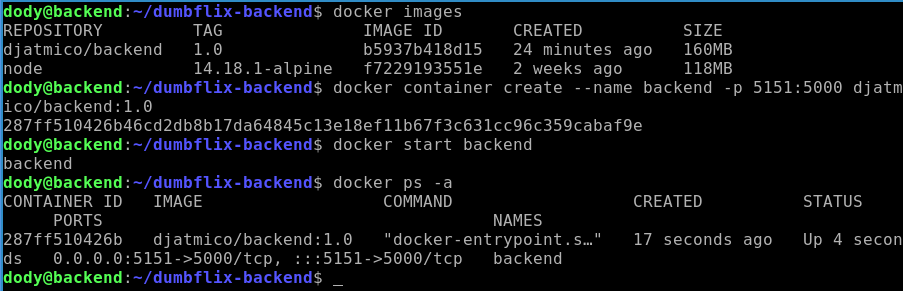 dody@backend:~/dumbflix-backend$ docker images
REPOSITORY         TAG              IMAGE ID       CREATED          SIZE
djatmico/backend   1.0              b5937b418d15   24 minutes ago   160MB
node               14.18.1-alpine   f7229193551e   2 weeks ago      118MB
dody@backend:~/dumbflix-backend$ docker container create --name backend -p 5151:5000 djatm
ico/backend:1.0
287ff510426b46cd2db8b17da64845c13e18ef11b67f3c631cc96c359cabaf9e
dody@backend:~/dumbflix-backend$ docker start backend
backend
dody@backend:~/dumbflix-backend$ docker ps -a
CONTAINER ID   IMAGE                  COMMAND                  CREATED          STATUS
     PORTS                                       NAMES
287ff510426b   djatmico/backend:1.0   "docker-entrypoint.s…"   17 seconds ago   Up 4 secon
ds   0.0.0.0:5151->5000/tcp, :::5151->5000/tcp   backend
dody@backend:~/dumbflix-backend$ _